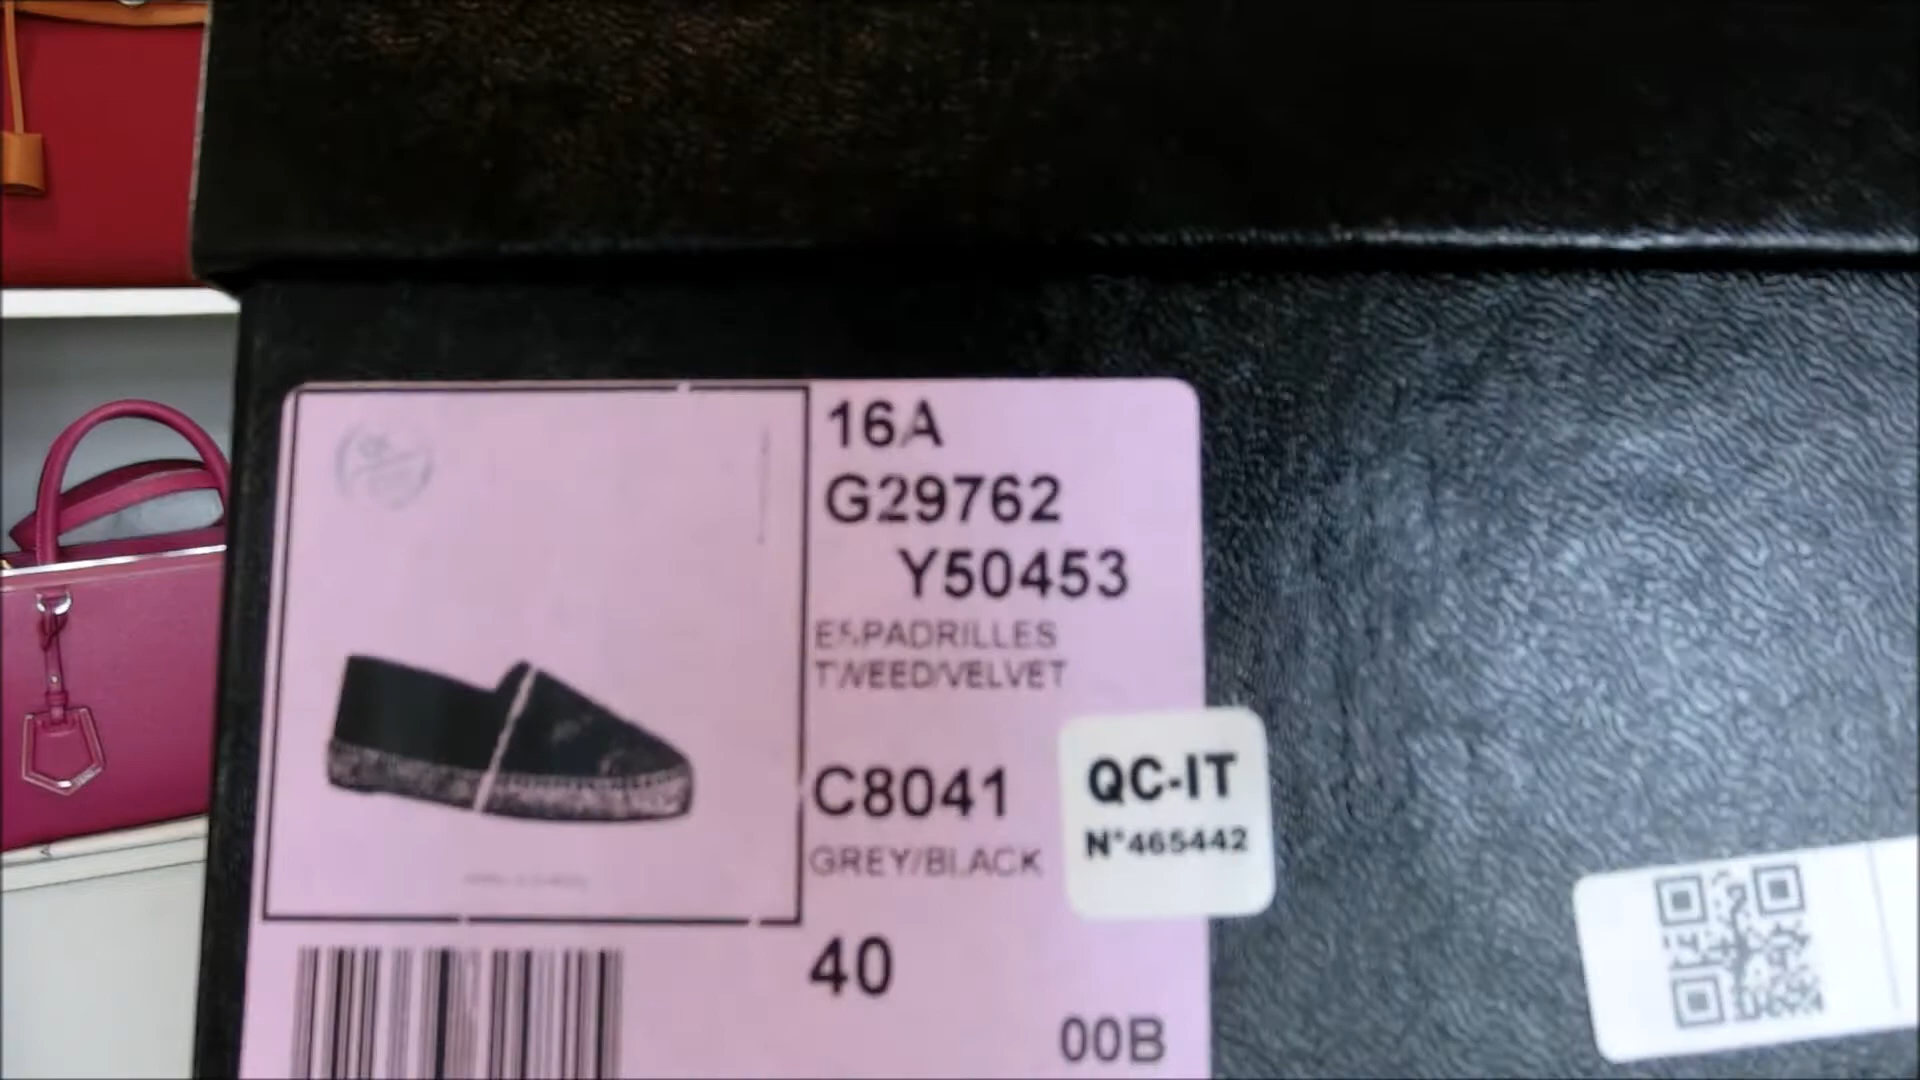 16A
G29762
Y50453
ESPADRILLES
TWEED/VELVET
C8041
GREY/BLACK
QC-IT
N°465442
40
00B